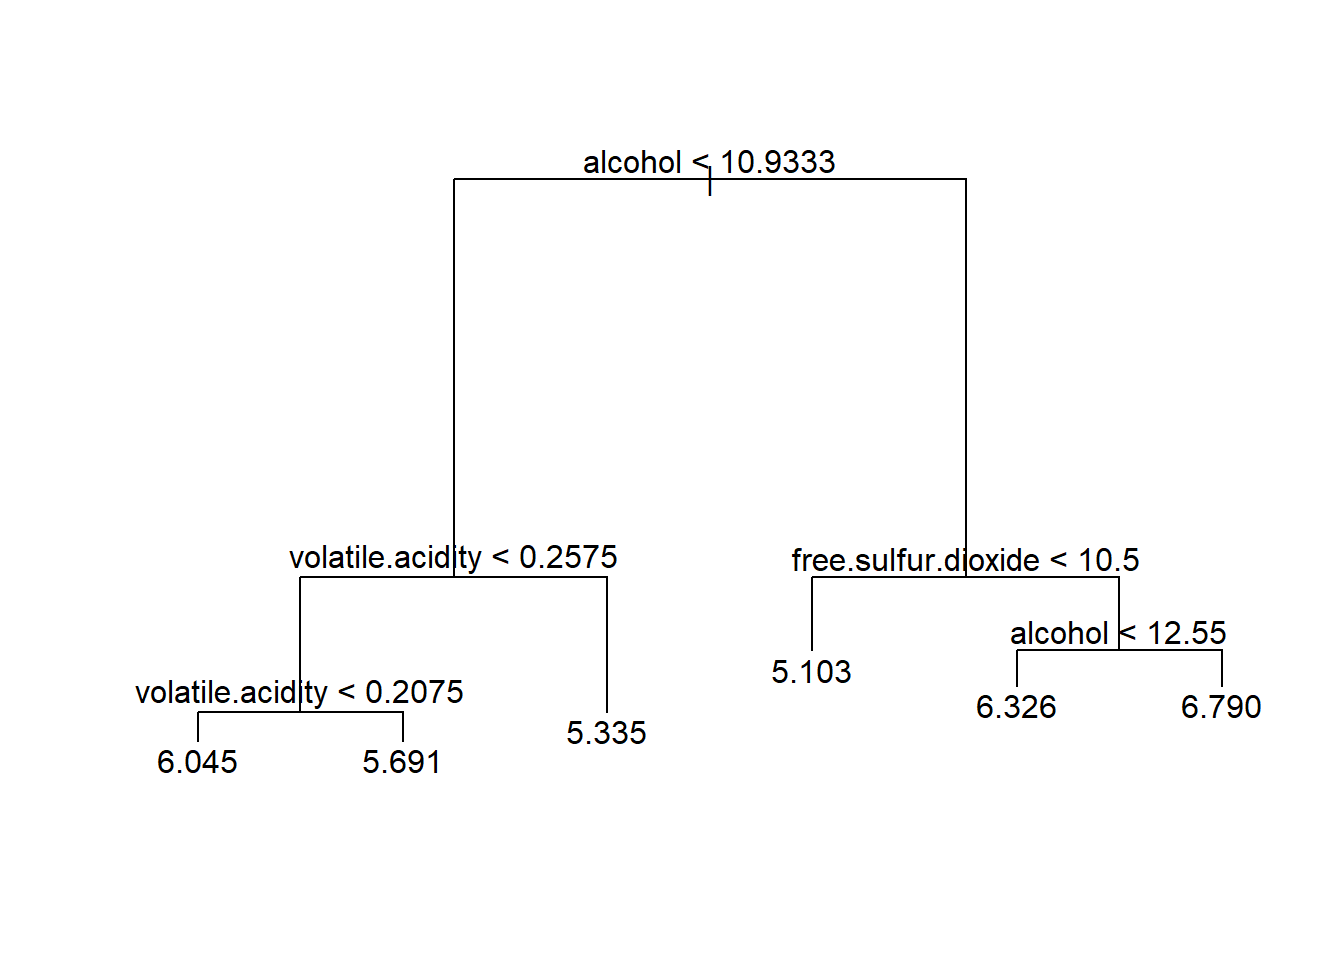 alcohol < 10.9333
volatile.acidity < 0.2575
free.sulfur.dioxide < 10.5
alcohol < 12.55
5.103
volatile.acidity < 0.2075
6.326
6.790
5.335
6.045
5.691